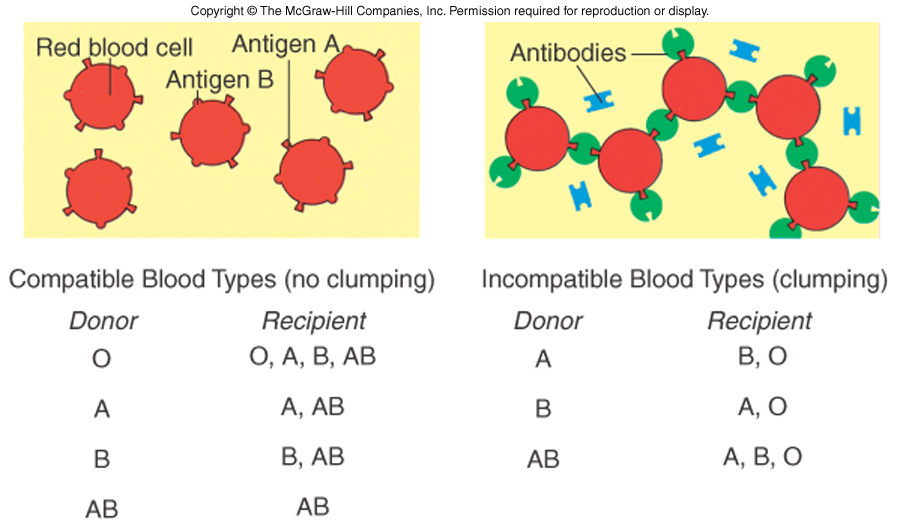 Copyright © The McGraw-Hill Companies, Inc. Permission required for reproduction or display.
Red blood cell
Antigen A
Antigen B
Antibodies
Compatible Blood Types (no clumping)
Donor Recipient
O O, A, B, AB
A A, AB
B B, AB
AB AB
Incompatible Blood Types (clumping)
Donor Recipient
A B, O
B A, O
AB A, B, O